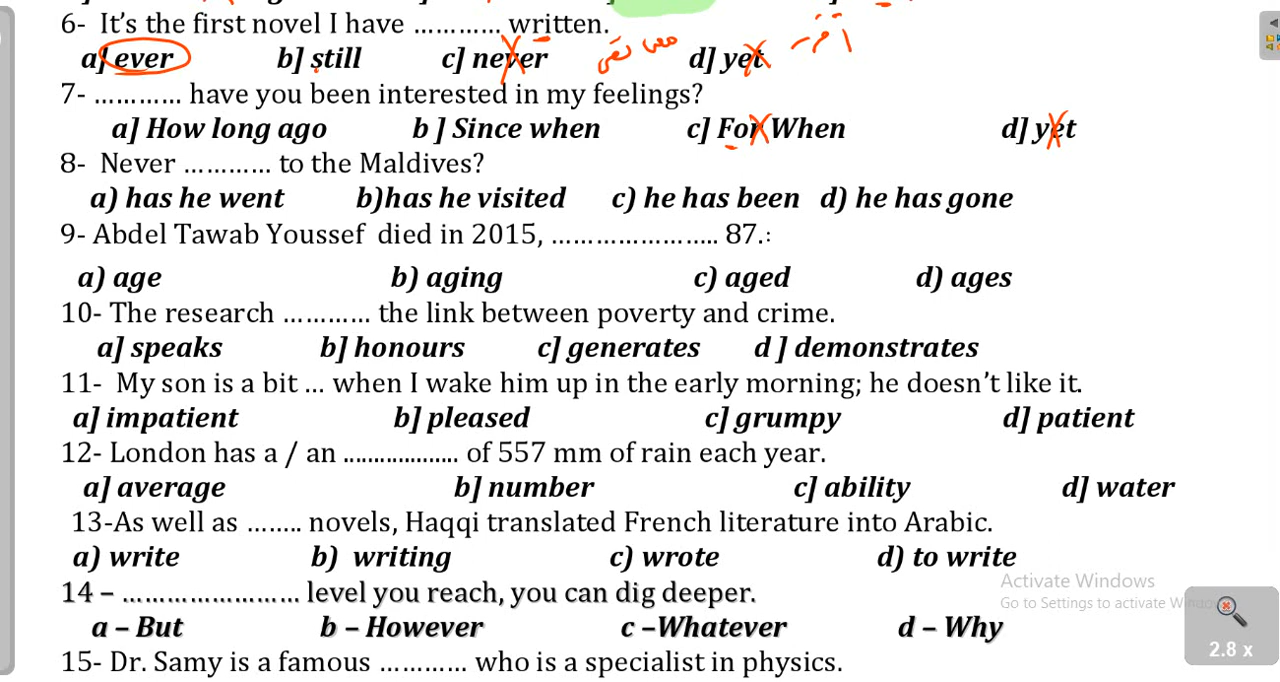 6- It's the first novel I have ............ written.
a] ever b] still c] never معنى نفى d] yet أخر
7- ............ have you been interested in my feelings?
a] How long ago b ] Since when c] For When d] yet
8- Never ............ to the Maldives?
a) has he went b)has he visited c) he has been d) he has gone
9- Abdel Tawab Youssef died in 2015, ....................... 87.:
a) age b) aging c) aged d) ages
10- The research ............ the link between poverty and crime.
a] speaks b] honours c] generates d ] demonstrates
11- My son is a bit ... when I wake him up in the early morning; he doesn't like it.
a] impatient b] pleased c] grumpy d] patient
12- London has a / an ................... of 557 mm of rain each year.
a] average b] number c] ability d] water
13-As well as ........ novels, Haqqi translated French literature into Arabic.
a) write b) writing c) wrote d) to write
14 – ........................ level you reach, you can dig deeper.
a – But b – However c –Whatever d – Why
Activate Windows
Go to Settings to activate
15- Dr. Samy is a famous ............ who is a specialist in physics.
2.8 x